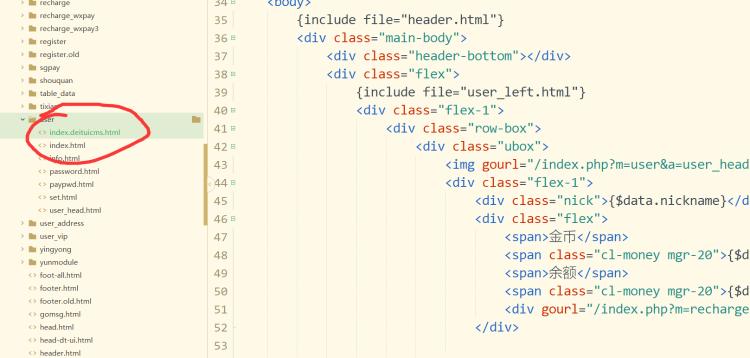 recharge
recharge_wxpay
recharge_wxpay3
register
register.old
sgpay
shouquan
table_data
tixian
user
index.deituicms.html
index.html
info.html
password.html
paypwd.html
set.html
user_head.html
user_address
user_vip
yingyong
yunmodule
foot-all.html
footer.html
footer.old.html
gomsg.html
head.html
head-dt-ui.html
header.html
34 <body>
35 {include file="header.html"}
36 <div class="main-body">
37 <div class="header-bottom"></div>
38 <div class="flex">
39 {include file="user_left.html"}
40 <div class="flex-1">
41 <div class="row-box">
42 <div class="ubox">
43 <img gourl="/index.php?m=user&a=user_head
44 <div class="flex-1">
45 <div class="nick">{$data.nickname}</d
46 <div class="flex">
47 <span>金币</span>
48 <span class="cl-money mgr-20">{$d
49 <span>余额</span>
50 <span class="cl-money mgr-20">{$d
51 <div gourl="/index.php?m=recharge
52 </div>
53